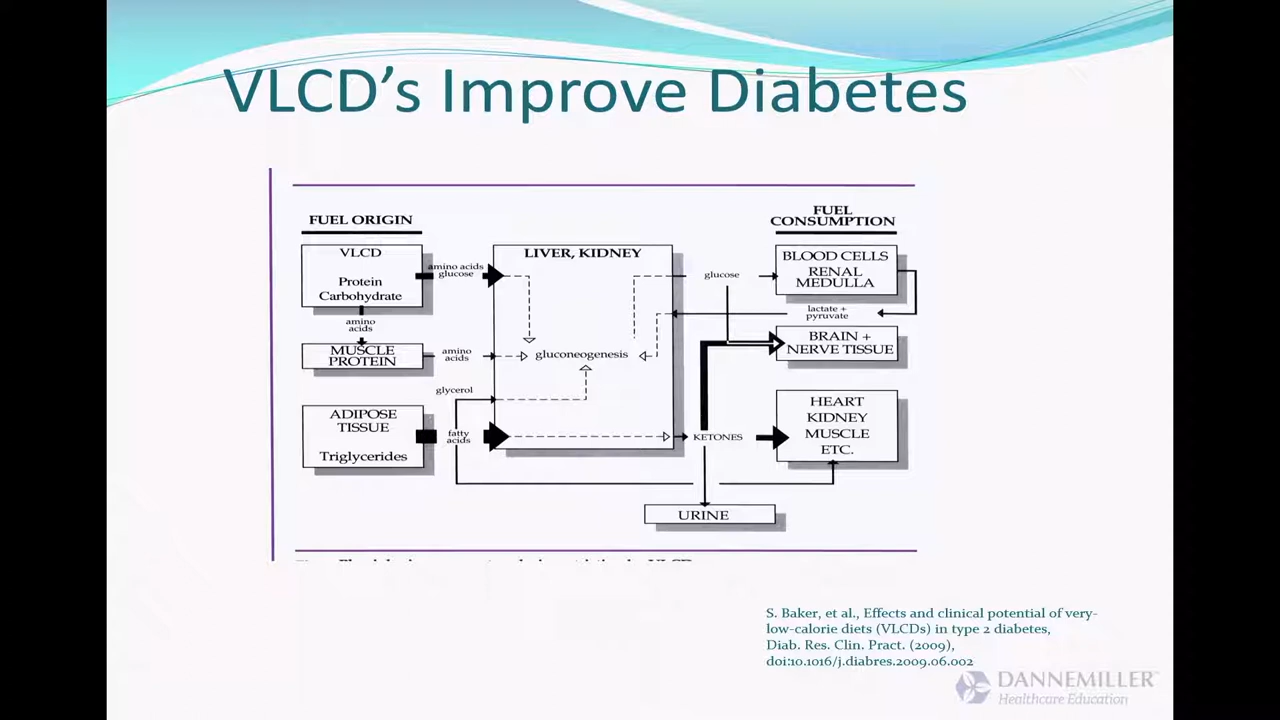 VLCD's Improve Diabetes
FUEL ORIGIN
FUEL
CONSUMPTION
VLCD
Protein
Carbohydrate
amino acids
glucose
LIVER, KIDNEY
glucose
BLOOD CELLS
RENAL
MEDULLA
amino
acids
lactate +
pyruvate
MUSCLE
PROTEIN
amino
acids
gluconeogenesis
BRAIN +
NERVE TISSUE
glycerol
ADIPOSE
TISSUE
Triglycerides
fatty
acids
KETONES
HEART
KIDNEY
MUSCLE
ETC.
URINE
S. Baker, et al., Effects and clinical potential of very-
low-calorie diets (VLCDs) in type 2 diabetes,
Diab. Res. Clin. Pract. (2009),
doi:10.1016/j.diabres.2009.06.002
DANNEMILLER
Healthcare Education